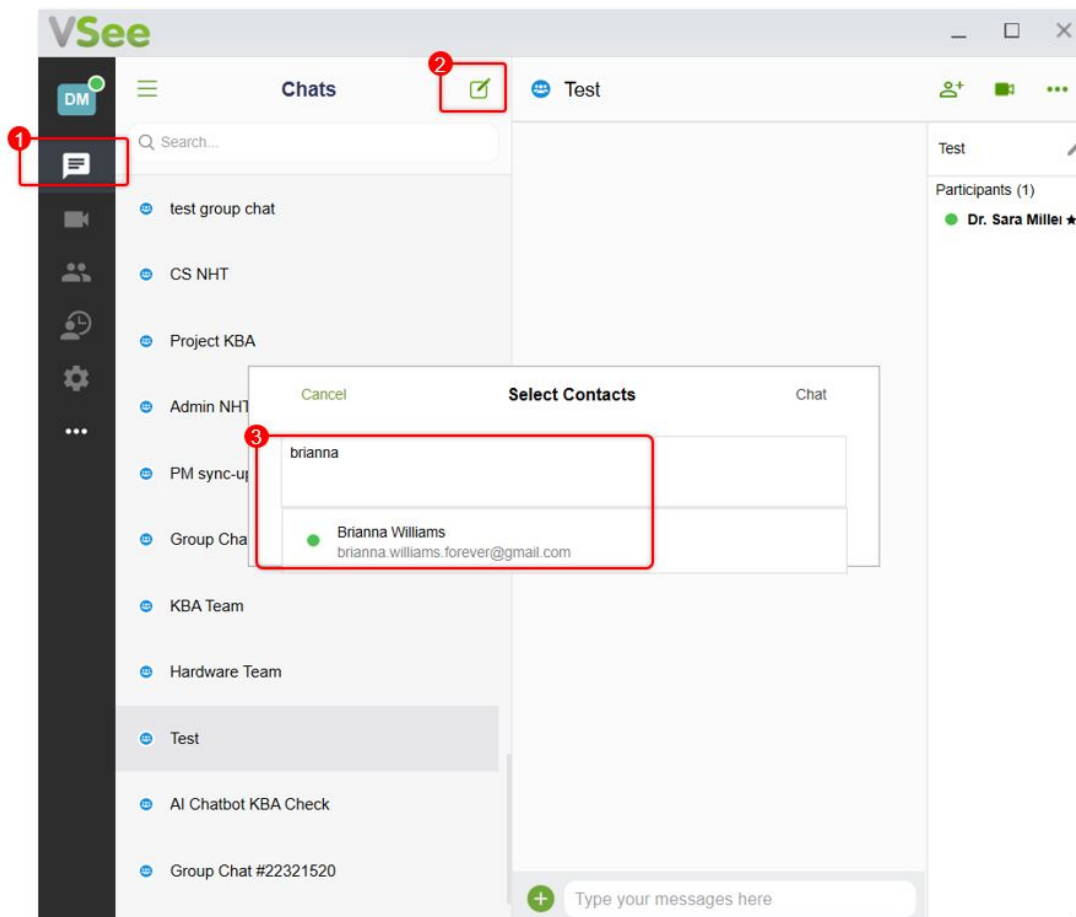 VSee
DM
1
2
Chats
Test
Search...
Test
Participants (1)
Dr. Sara Miller
test group chat
CS NHT
Project KBA
Admin NHT
PM sync-up
Group Cha
KBA Team
Hardware Team
Test
AI Chatbot KBA Check
Group Chat #22321520
Cancel
Select Contacts
Chat
3
brianna
Brianna Williams
brianna.williams.forever@gmail.com
Type your messages here